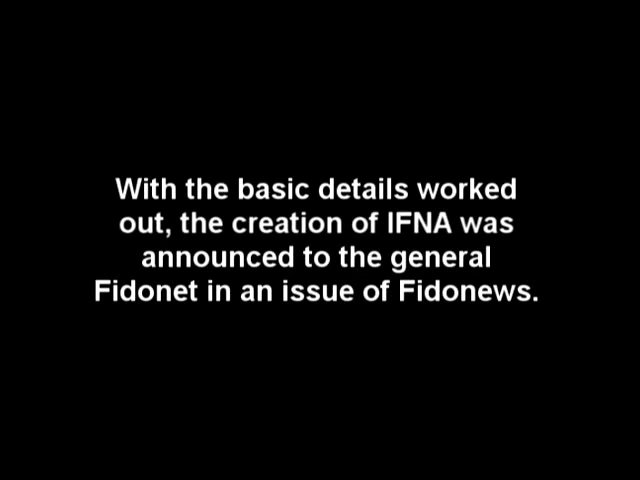 With the basic details worked
out, the creation of IFNA was
announced to the general
Fidonet in an issue of Fidonews.